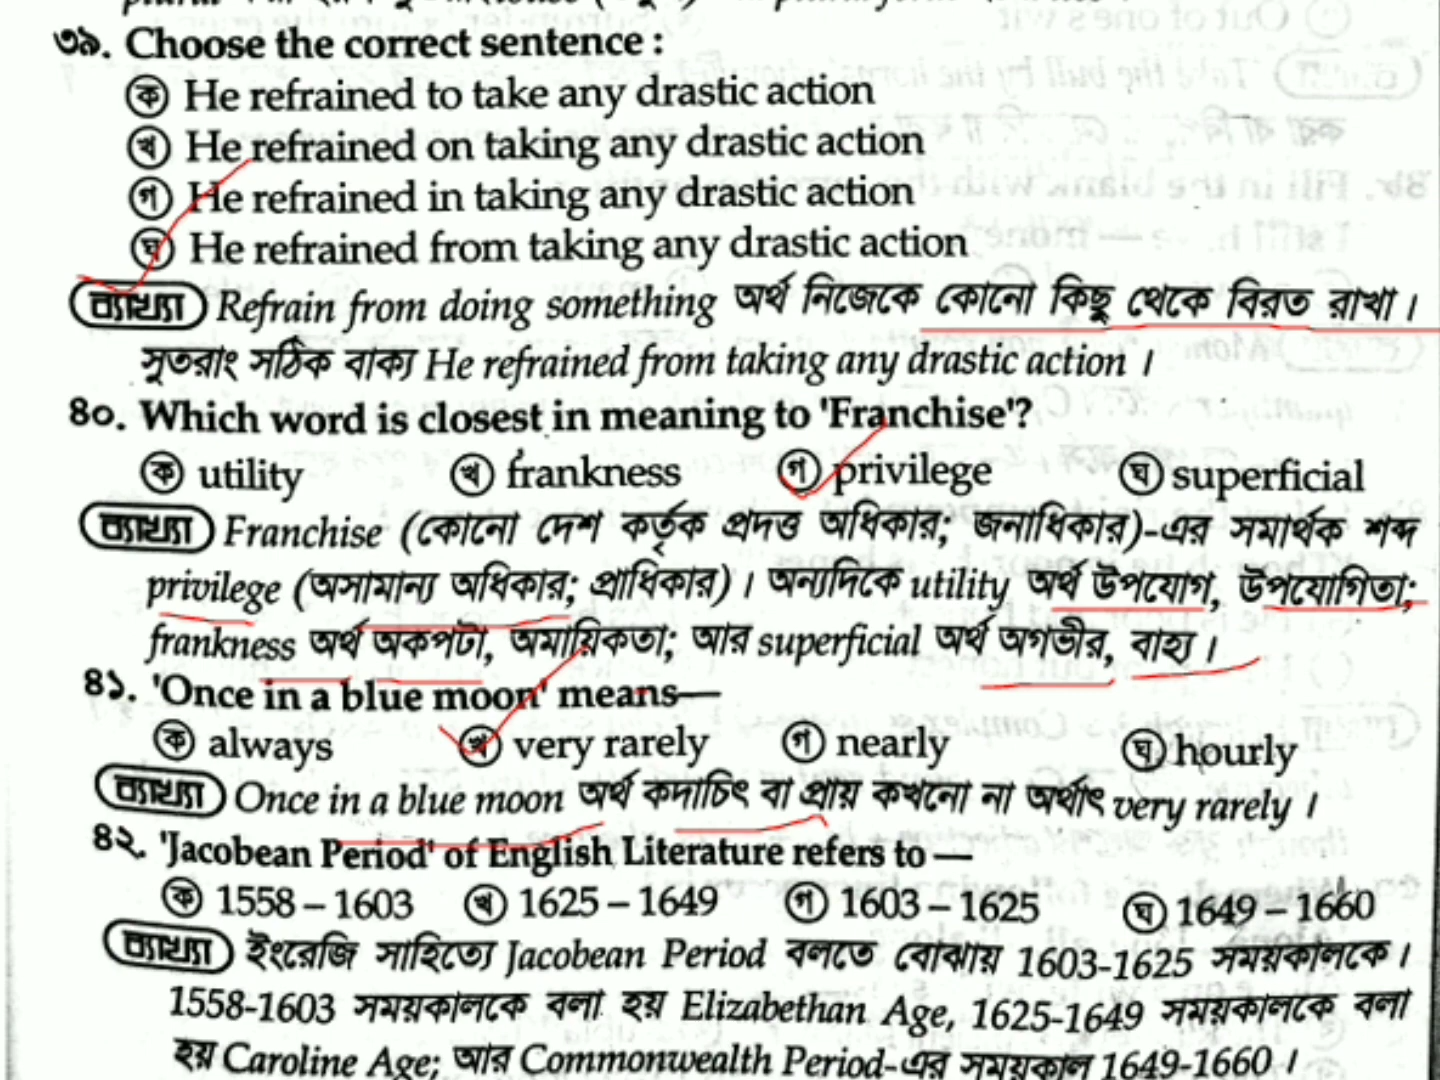 ৩৯. Choose the correct sentence :
ক He refrained to take any drastic action
খ He refrained on taking any drastic action
গ He refrained in taking any drastic action
ঘ He refrained from taking any drastic action
ব্যাখ্যা Refrain from doing something অর্থ নিজেকে কোনো কিছু থেকে বিরত রাখা।
সুতরাং সঠিক বাক্য He refrained from taking any drastic action ।
৪০. Which word is closest in meaning to 'Franchise'?
ক utility খ frankness গ privilege ঘ superficial
ব্যাখ্যা Franchise (কোনো দেশ কর্তৃক প্রদত্ত অধিকার; জনাধিকার)-এর সমার্থক শব্দ
privilege (অসামান্য অধিকার; প্রাধিকার)। অন্যদিকে utility অর্থ উপযোগ, উপযোগিতা;
frankness অর্থ অকপটা, অমায়িকতা; আর superficial অর্থ অগভীর, বাহ্য।
৪১. 'Once in a blue moon' means—
ক always খ very rarely গ nearly ঘ hourly
ব্যাখ্যা Once in a blue moon অর্থ কদাচিৎ বা প্রায় কখনো না অর্থাৎ very rarely ।
৪২. 'Jacobean Period' of English Literature refers to —
ক 1558 – 1603 খ 1625 – 1649 গ 1603 – 1625 ঘ 1649 – 1660
ব্যাখ্যা ইংরেজি সাহিত্যে Jacobean Period বলতে বোঝায় 1603-1625 সময়কালকে।
1558-1603 সময়কালকে বলা হয় Elizabethan Age, 1625-1649 সময়কালকে বলা
হয় Caroline Age; আর Commonwealth Period-এর সময়কাল 1649-1660 ।